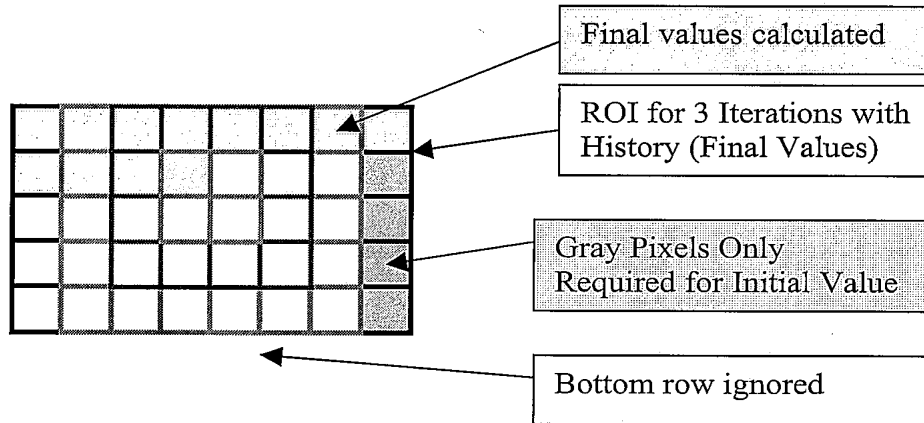 Final values calculated
ROI for 3 Iterations with
History (Final Values)
Gray Pixels Only
Required for Initial Value
Bottom row ignored